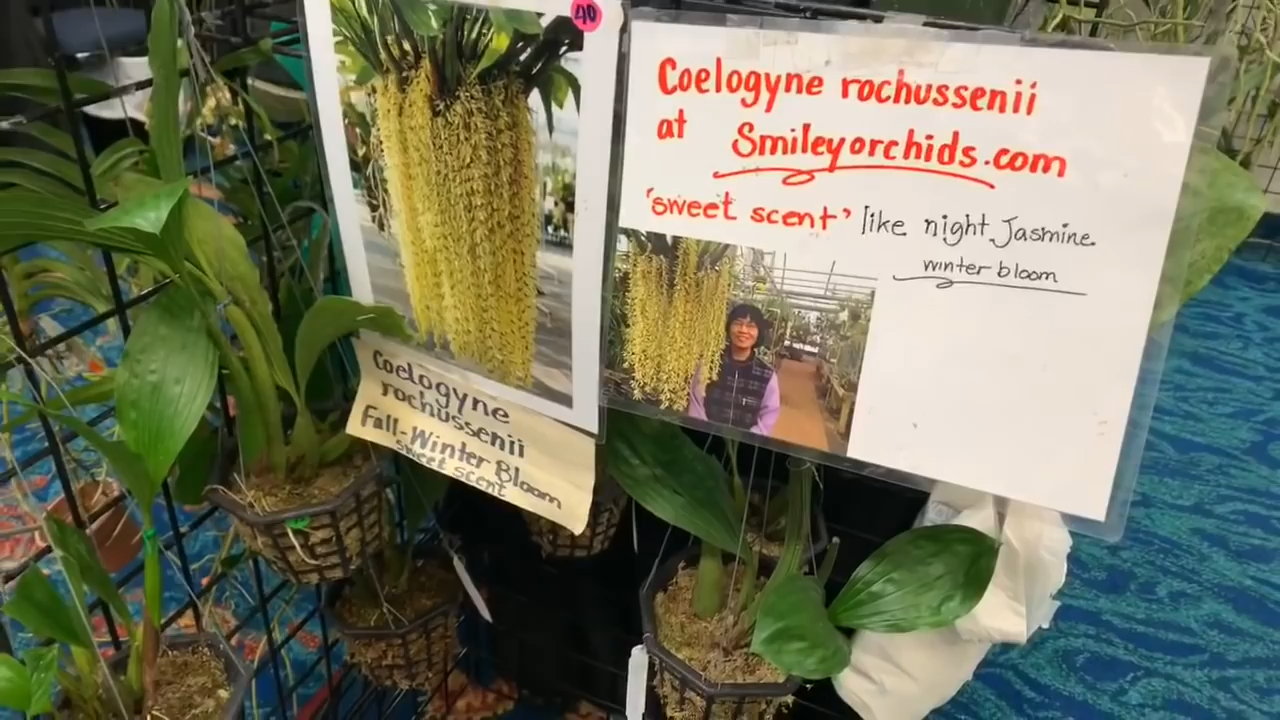 40
Coelogyne
rochussenii
Fall-Winter Bloom
sweet scent
Coelogyne rochussenii
at Smileyorchids.com
'sweet scent' like night Jasmine
winter bloom